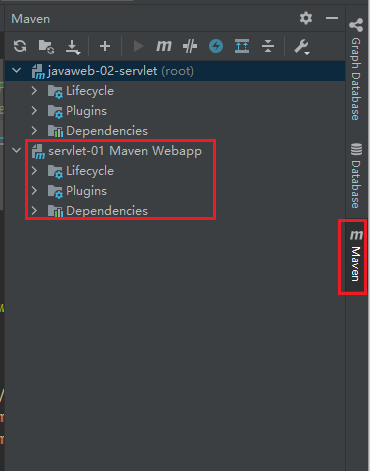 Maven
javaweb-02-servlet (root)
Lifecycle
Plugins
Dependencies
servlet-01 Maven Webapp
Lifecycle
Plugins
Dependencies
Graph Database
Database
Maven